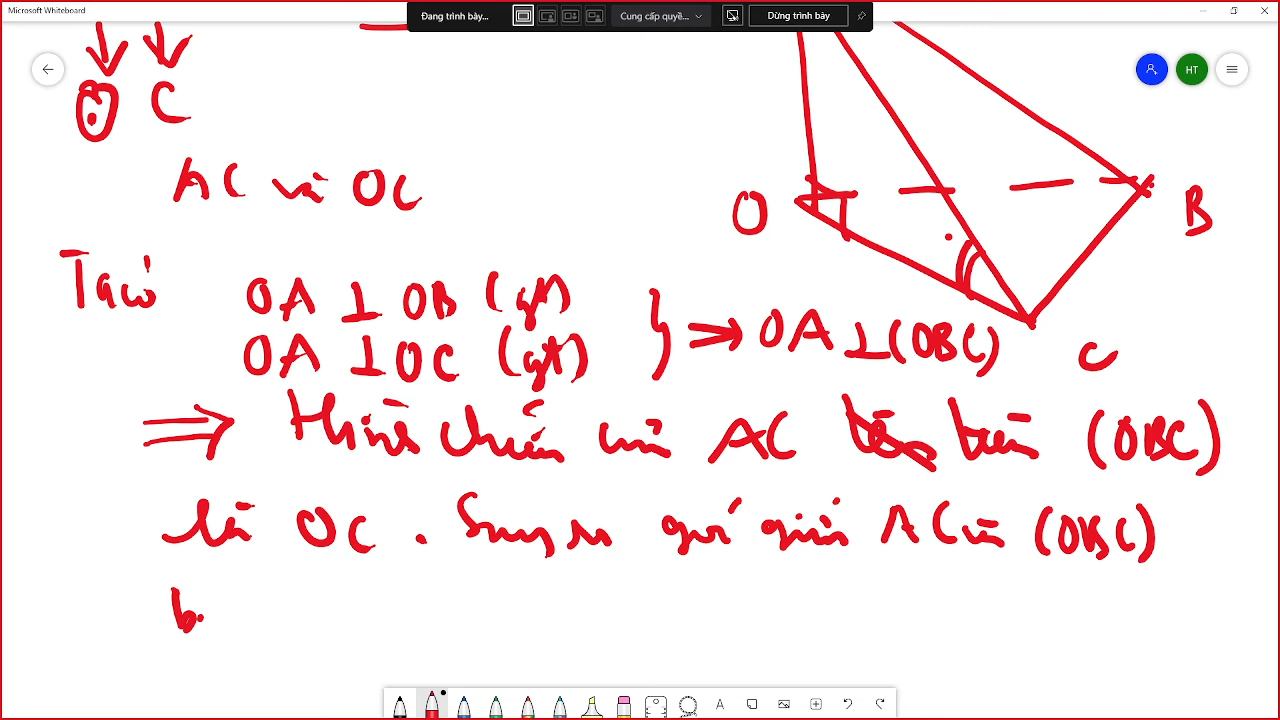 Microsoft Whiteboard
Đang trình bày...
Cung cấp quyề...
Dừng trình bày
HT
C
AC và OC
O
B
C
Ta có
OA ⊥ OB (gt)
OA ⊥ OC (gt)
} => OA ⊥ (OBC)
=> Hình chiếu của AC trên (OBC)
là OC . Suy ra góc giữa AC và (OBC)
b.
A